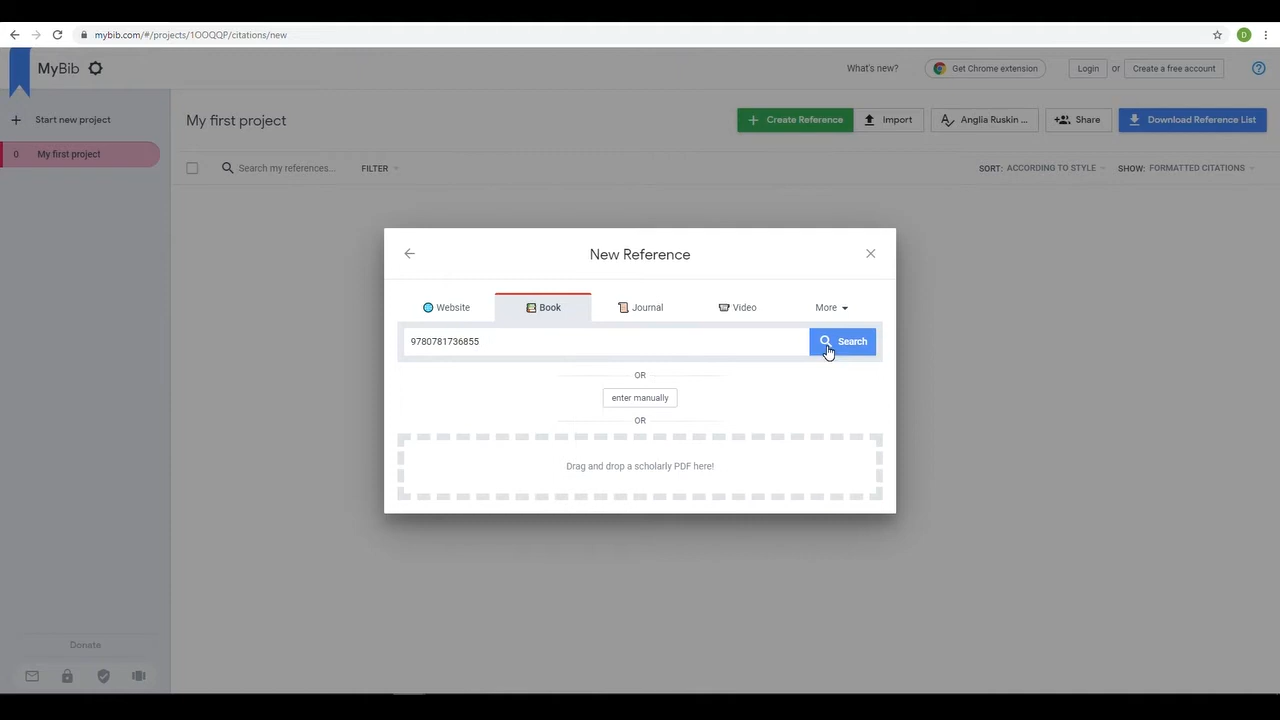 mybib.com/#/projects/1OOQQP/citations/new
D
MyBib
What's new?
Get Chrome extension
Login or Create a free account
Start new project
0 My first project
My first project
Create Reference
Import
Anglia Ruskin ...
Share
Download Reference List
Search my references...
FILTER
SORT: ACCORDING TO STYLE
SHOW: FORMATTED CITATIONS
New Reference
Website
Book
Journal
Video
More
9780781736855
Search
OR
enter manually
OR
Drag and drop a scholarly PDF here!
Donate